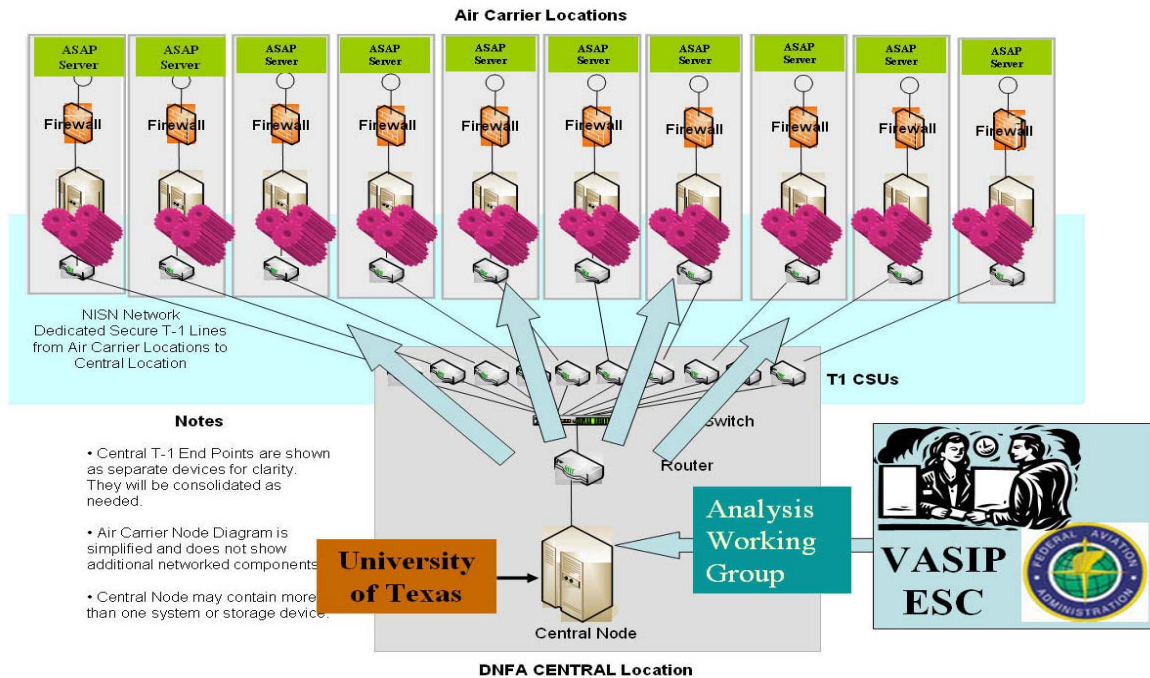 Air Carrier Locations
ASAP
Server
ASAP
Server
ASAP
Server
ASAP
Server
ASAP
Server
ASAP
Server
ASAP
Server
ASAP
Server
ASAP
Server
ASAP
Server
Firewall
Firewall
Firewall
Firewall
Firewall
Firewall
Firewall
Firewall
Firewall
Firewall
NISN Network
Dedicated Secure T-1 Lines
from Air Carrier Locations to
Central Location
T1 CSUs
Switch
Router
Notes
• Central T-1 End Points are shown
as separate devices for clarity.
They will be consolidated as
needed.
• Air Carrier Node Diagram is
simplified and does not show
additional networked components
• Central Node may contain more
than one system or storage device.
University
of Texas
Analysis
Working
Group
VASIP
ESC
FEDERAL AVIATION
ADMINISTRATION
Central Node
DNFA CENTRAL Location